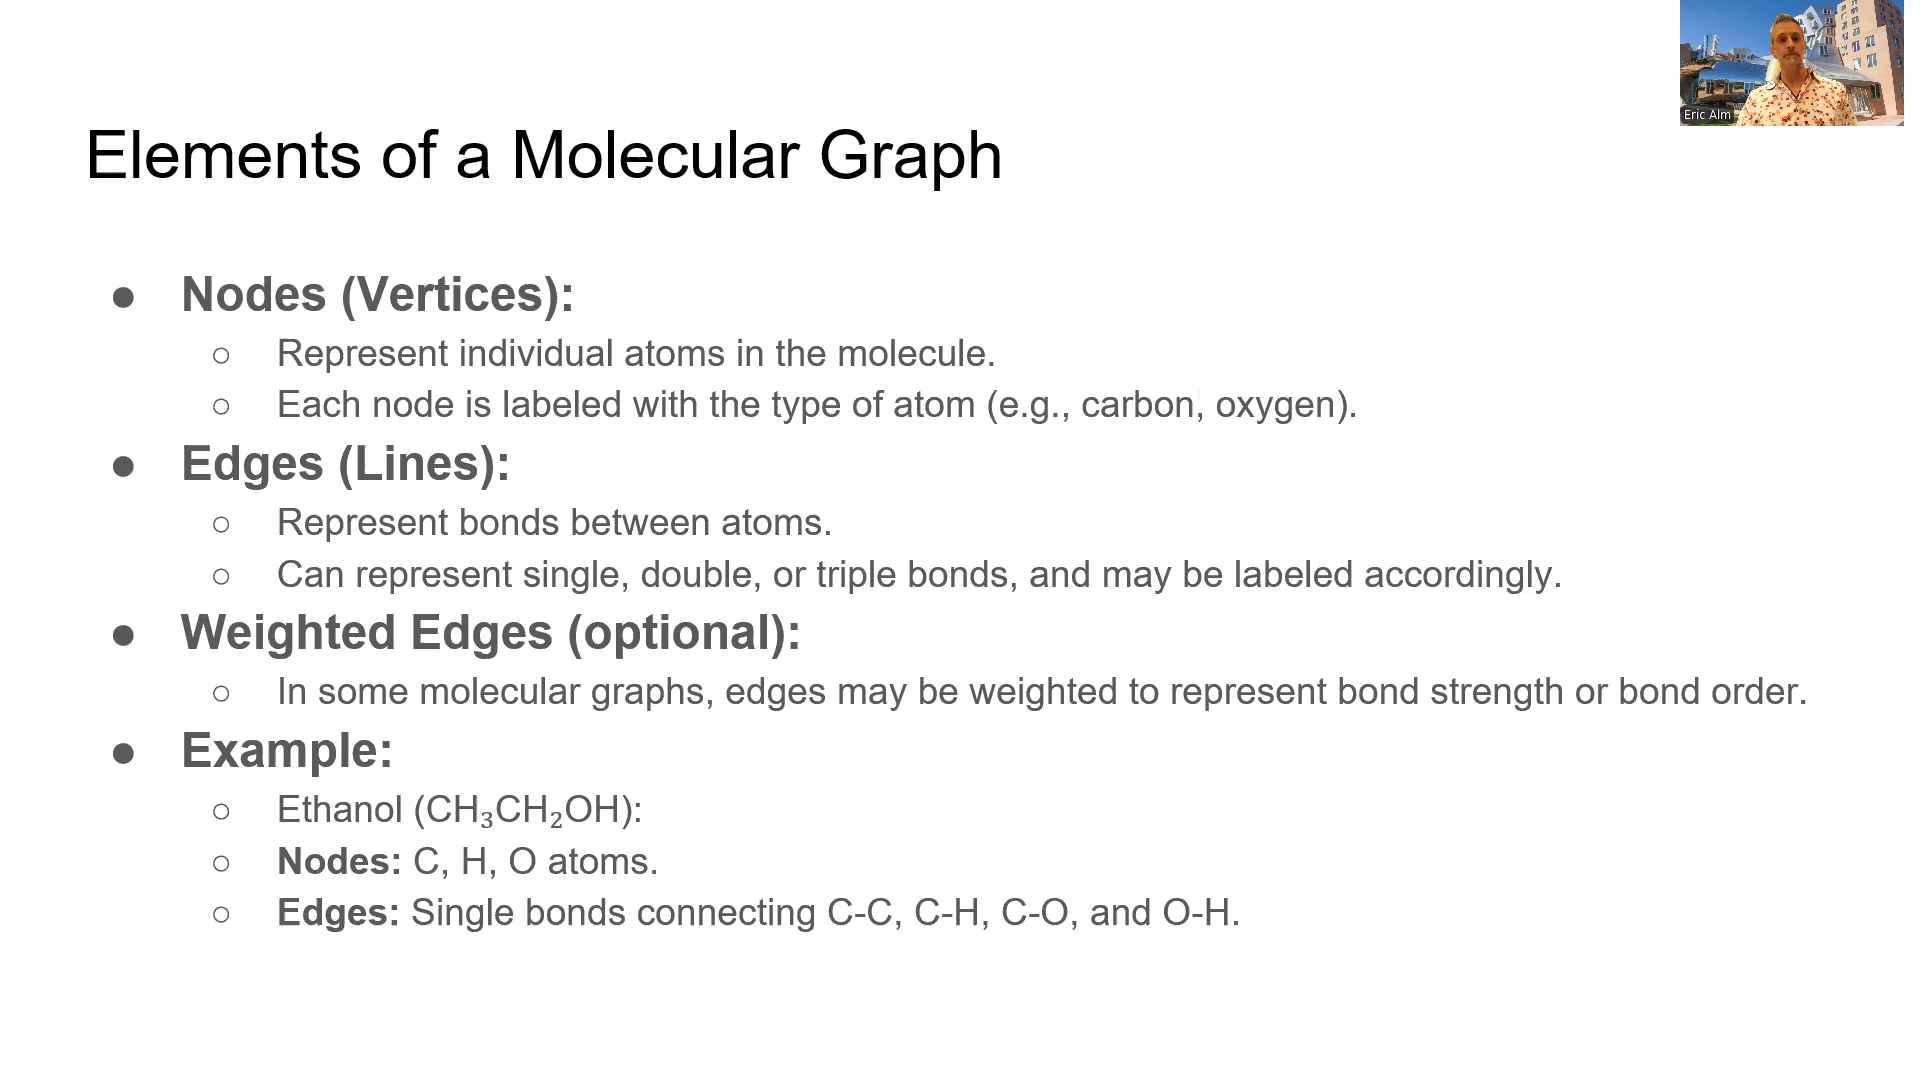 Eric Alm
Elements of a Molecular Graph
● Nodes (Vertices):
○ Represent individual atoms in the molecule.
○ Each node is labeled with the type of atom (e.g., carbon, oxygen).
● Edges (Lines):
○ Represent bonds between atoms.
○ Can represent single, double, or triple bonds, and may be labeled accordingly.
● Weighted Edges (optional):
○ In some molecular graphs, edges may be weighted to represent bond strength or bond order.
● Example:
○ Ethanol (CH₃CH₂OH):
○ Nodes: C, H, O atoms.
○ Edges: Single bonds connecting C-C, C-H, C-O, and O-H.